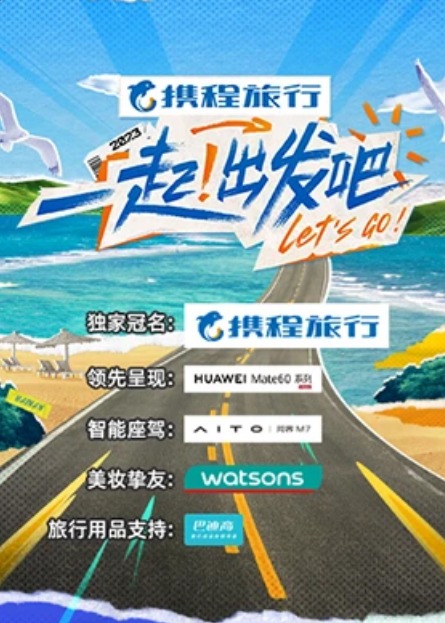 携程旅行
2023
一起!出发吧
Let's GO!
独家冠名: 携程旅行
领先呈现: HUAWEI Mate60 系列
智能座驾: AITO 问界 M7
美妆挚友: watsons
旅行用品支持: 巴迪高